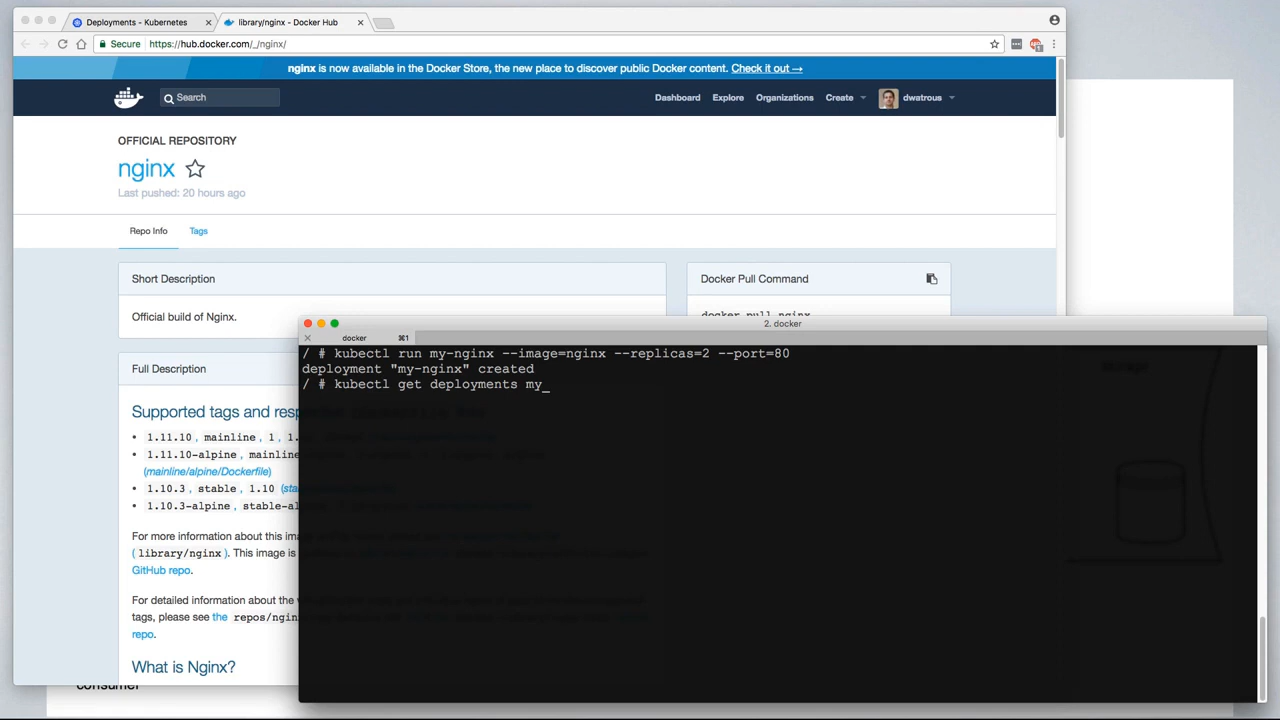 Deployments - Kubernetes
library/nginx - Docker Hub
Secure https://hub.docker.com/_/nginx/
nginx is now available in the Docker Store, the new place to discover public Docker content. Check it out →
Search
Dashboard Explore Organizations Create dwatrous
OFFICIAL REPOSITORY
nginx
Last pushed: 20 hours ago
Repo Info Tags
Short Description
Docker Pull Command
Official build of Nginx.
docker pull nginx
2. docker
docker ⌘1
/ # kubectl run my-nginx --image=nginx --replicas=2 --port=80
deployment "my-nginx" created
/ # kubectl get deployments my_
Full Description
Supported tags and
1.11.10, mainline, 1, 1.
1.11.10-alpine, mainline
(mainline/alpine/Dockerfile)
1.10.3, stable, 1.10
1.10.3-alpine, stable-al
For more information about this
(library/nginx). This image is
GitHub repo.
For detailed information about the
tags, please see the repos/ngin
repo.
What is Nginx?
consumer